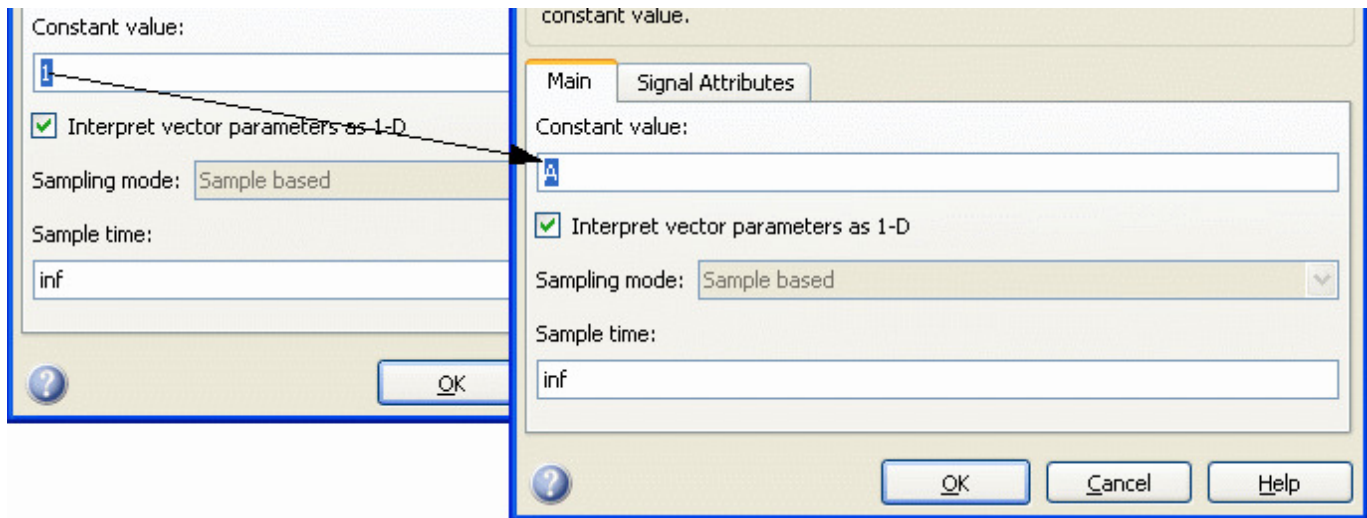 Constant value:
1
Interpret vector parameters as 1-D
Sampling mode: Sample based
Sample time:
inf
? OK
constant value.
Main Signal Attributes
Constant value:
A
Interpret vector parameters as 1-D
Sampling mode: Sample based
Sample time:
inf
? OK Cancel Help